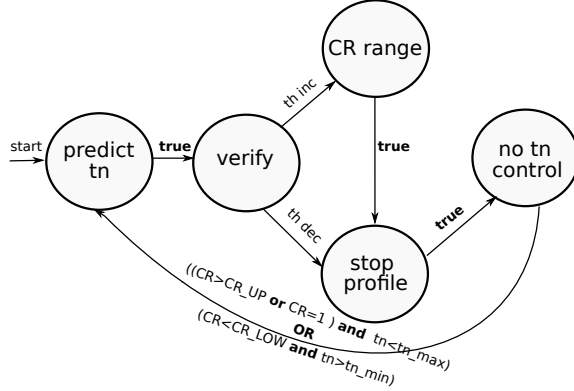 CR range
th inc
start
predict
tn
true
verify
true
no tn
control
th dec
true
stop
profile
((CR>CR_UP or CR=1 ) and tn<tn_max)
OR
(CR<CR_LOW and tn>tn_min)